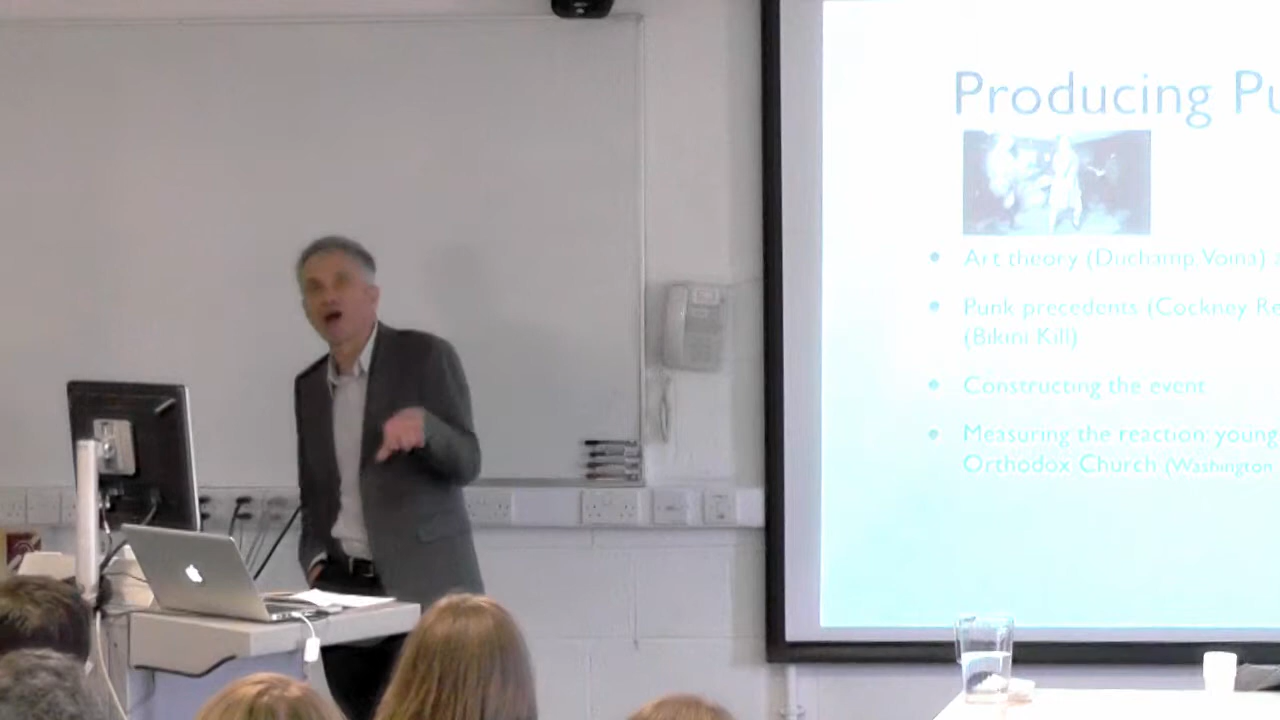 Producing Pu
Art theory (Duchamp, Voina) a
Punk precedents (Cockney Re
(Bikini Kill)
Constructing the event
Measuring the reaction: young
Orthodox Church (Washington